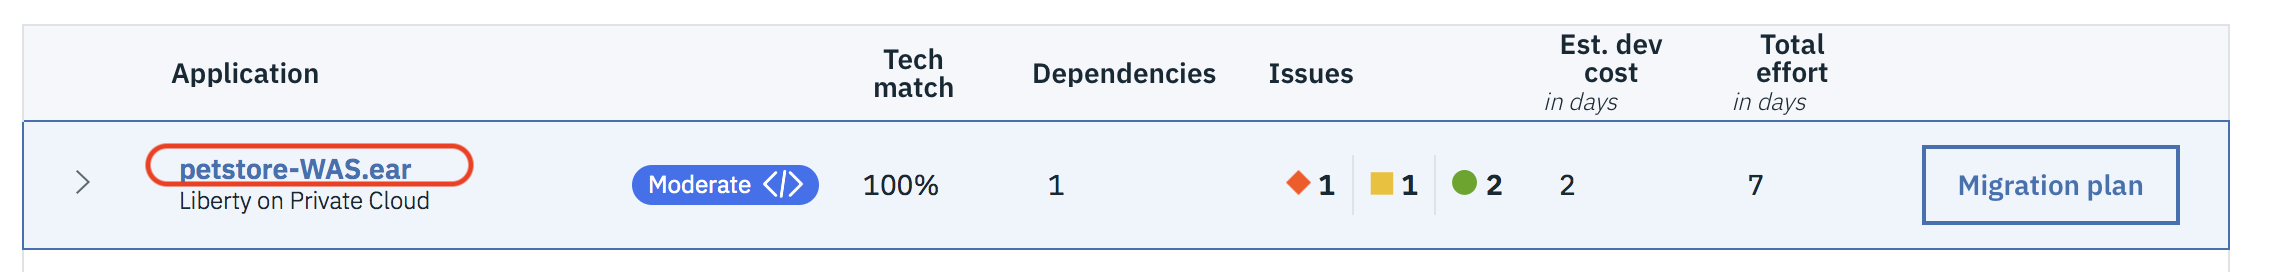 Application
Tech
match
Dependencies
Issues
Est. dev
cost
in days
Total
effort
in days
petstore-WAS.ear
Liberty on Private Cloud
Moderate </>
100%
1
1
1
2
2
7
Migration plan